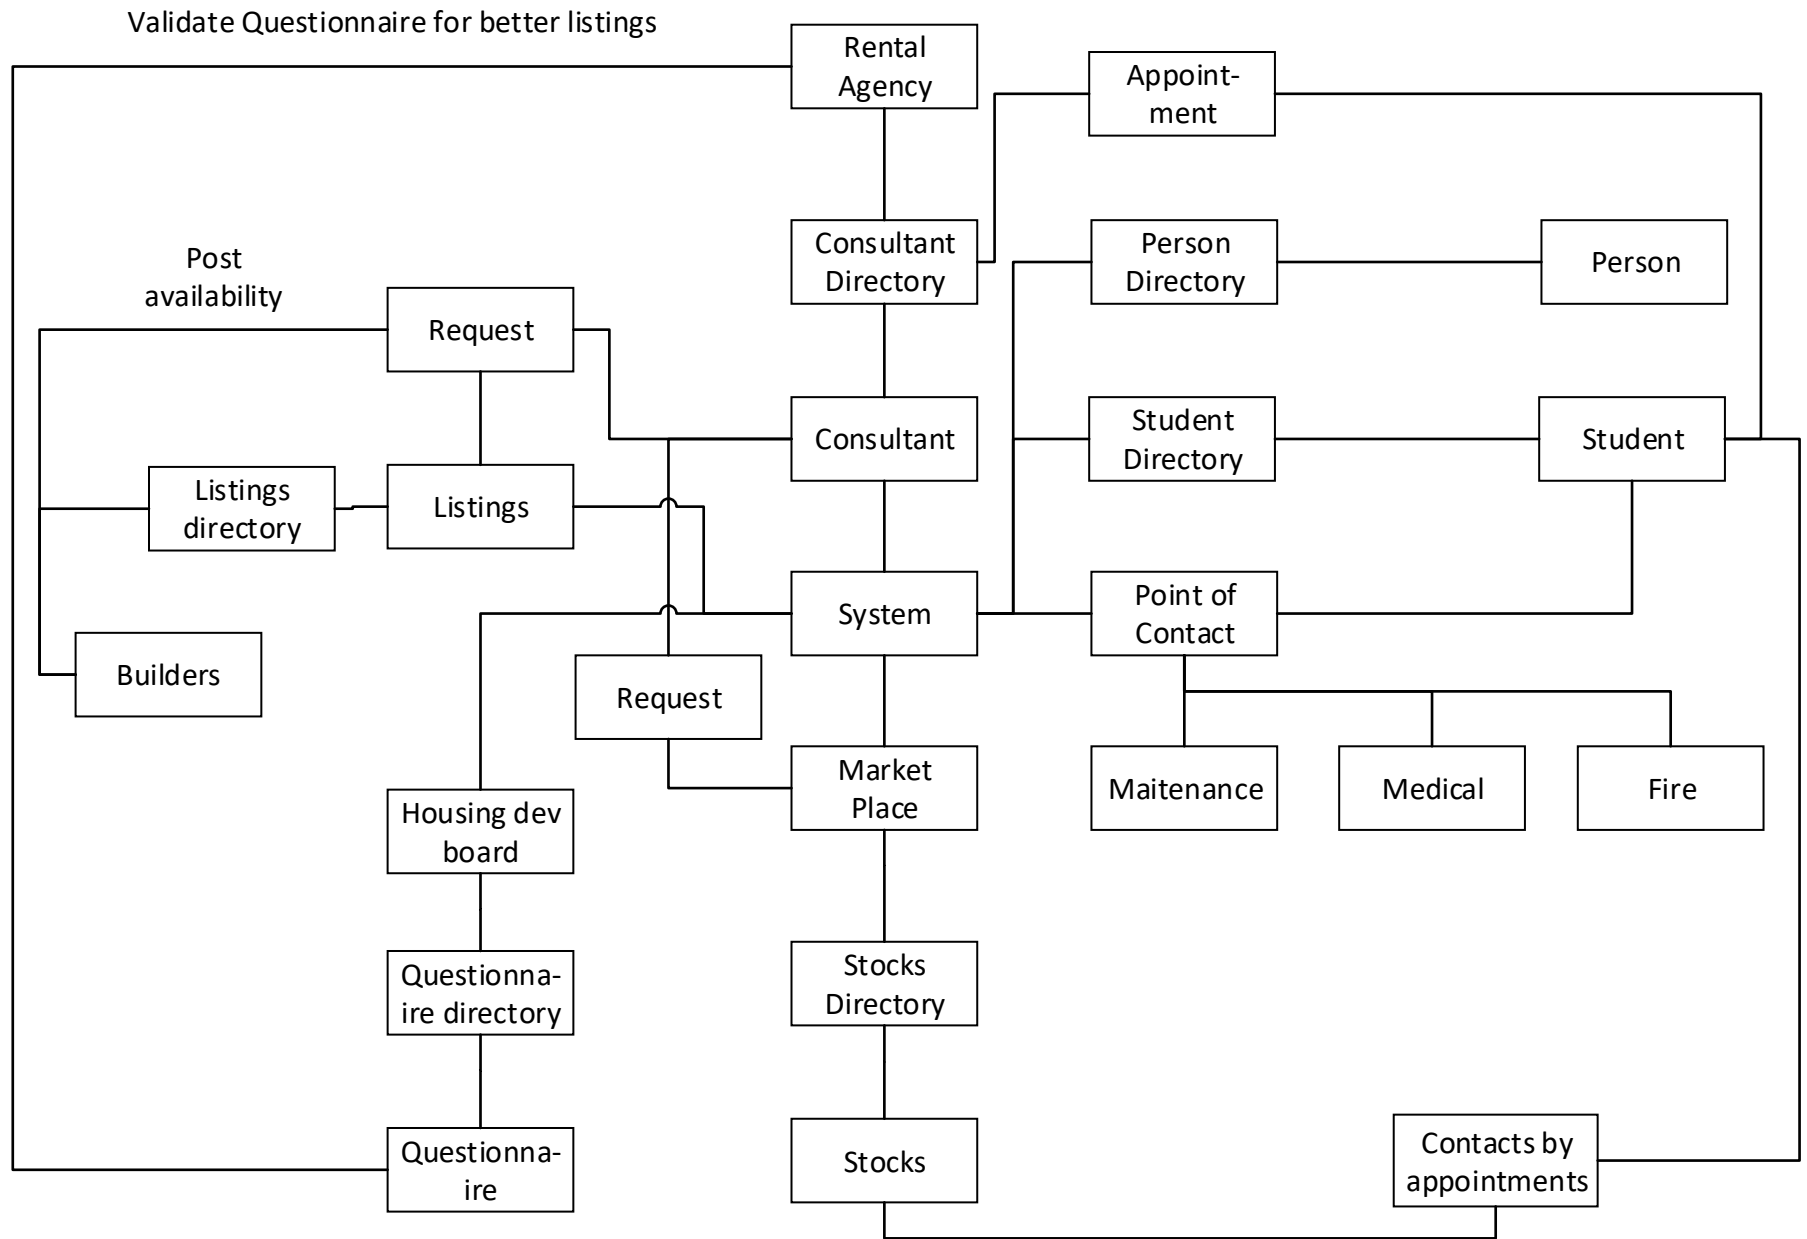 Validate Questionnaire for better listings
Rental
Agency
Appoint-
ment
Consultant
Directory
Person
Directory
Person
Post
availability
Request
Consultant
Student
Directory
Student
Listings
directory
Listings
System
Point of
Contact
Builders
Request
Market
Place
Maitenance
Medical
Fire
Housing dev
board
Questionna-
ire directory
Stocks
Directory
Questionna-
ire
Stocks
Contacts by
appointments